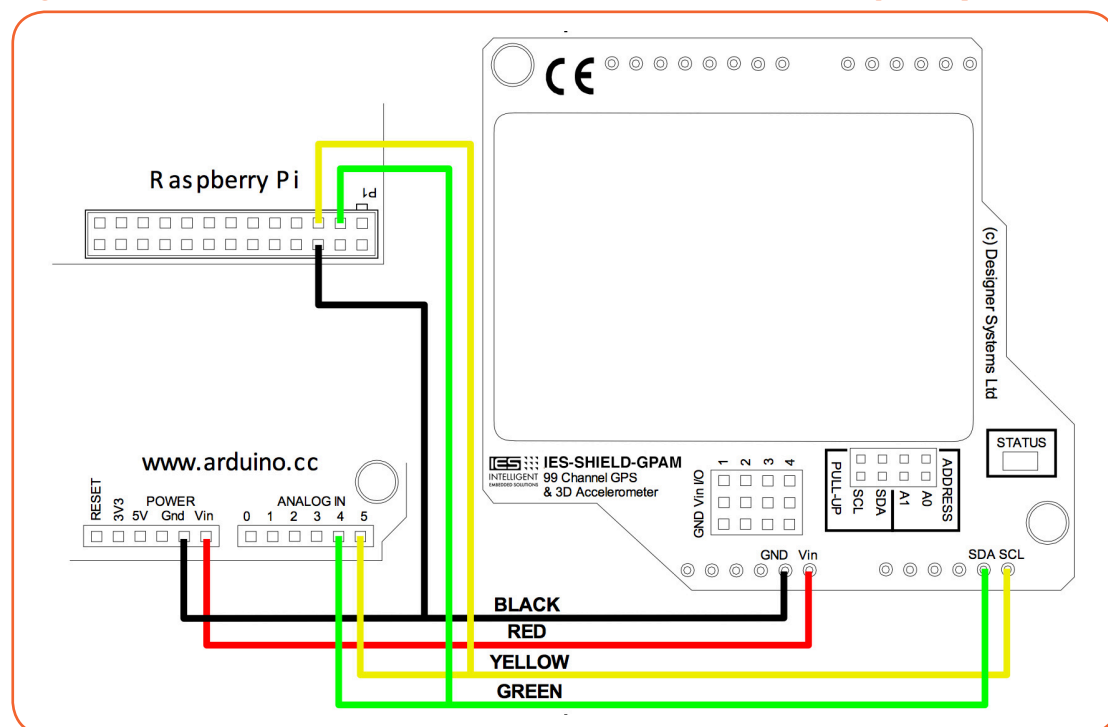 CE
Raspberry Pi
P1
(c) Designer Systems Ltd
www.arduino.cc
RESET
3V3
5V
POWER
Gnd
Vin
ANALOG IN
0 1 2 3 4 5
IES
INTELLIGENT
EMBEDDED SOLUTIONS
IES-SHIELD-GPAM
99 Channel GPS
& 3D Accelerometer
1 2 3 4
GND Vin I/O
PULL-UP
SCL
SDA
A1
A0
ADDRESS
STATUS
GND Vin
SDA SCL
BLACK
RED
YELLOW
GREEN